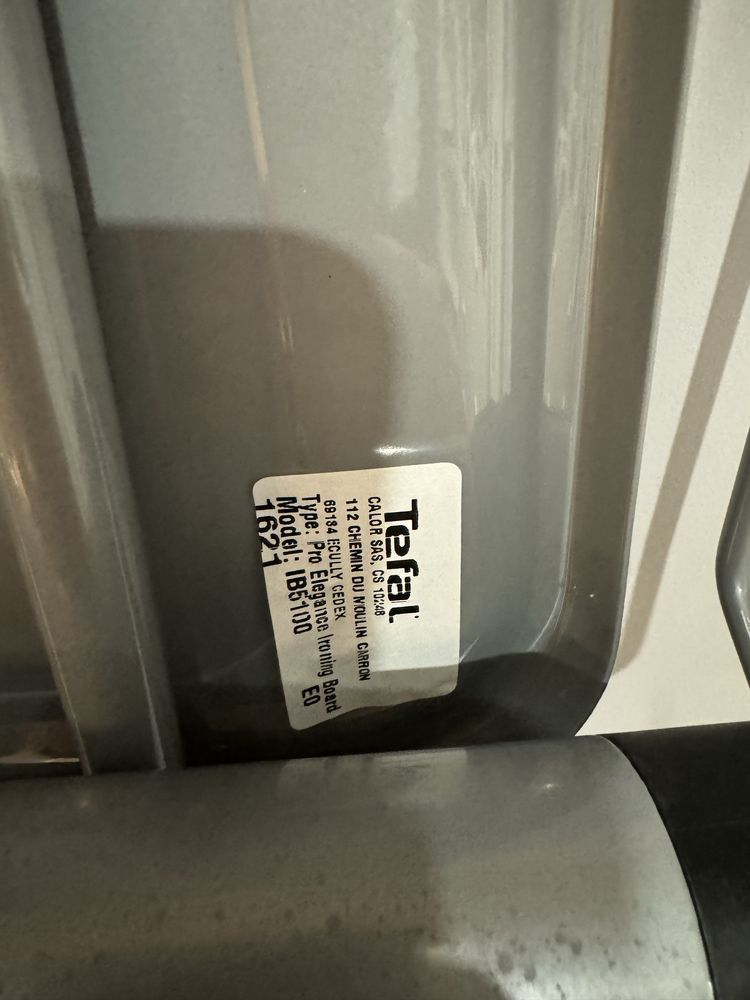 Tefal
CALOR SAS, CS 10248
112 CHEMIN DU MOULIN CARRON
69134 ECULLY CEDEX
Type: Pro Elegance Ironing Board
Model: IB5100 E0
1621